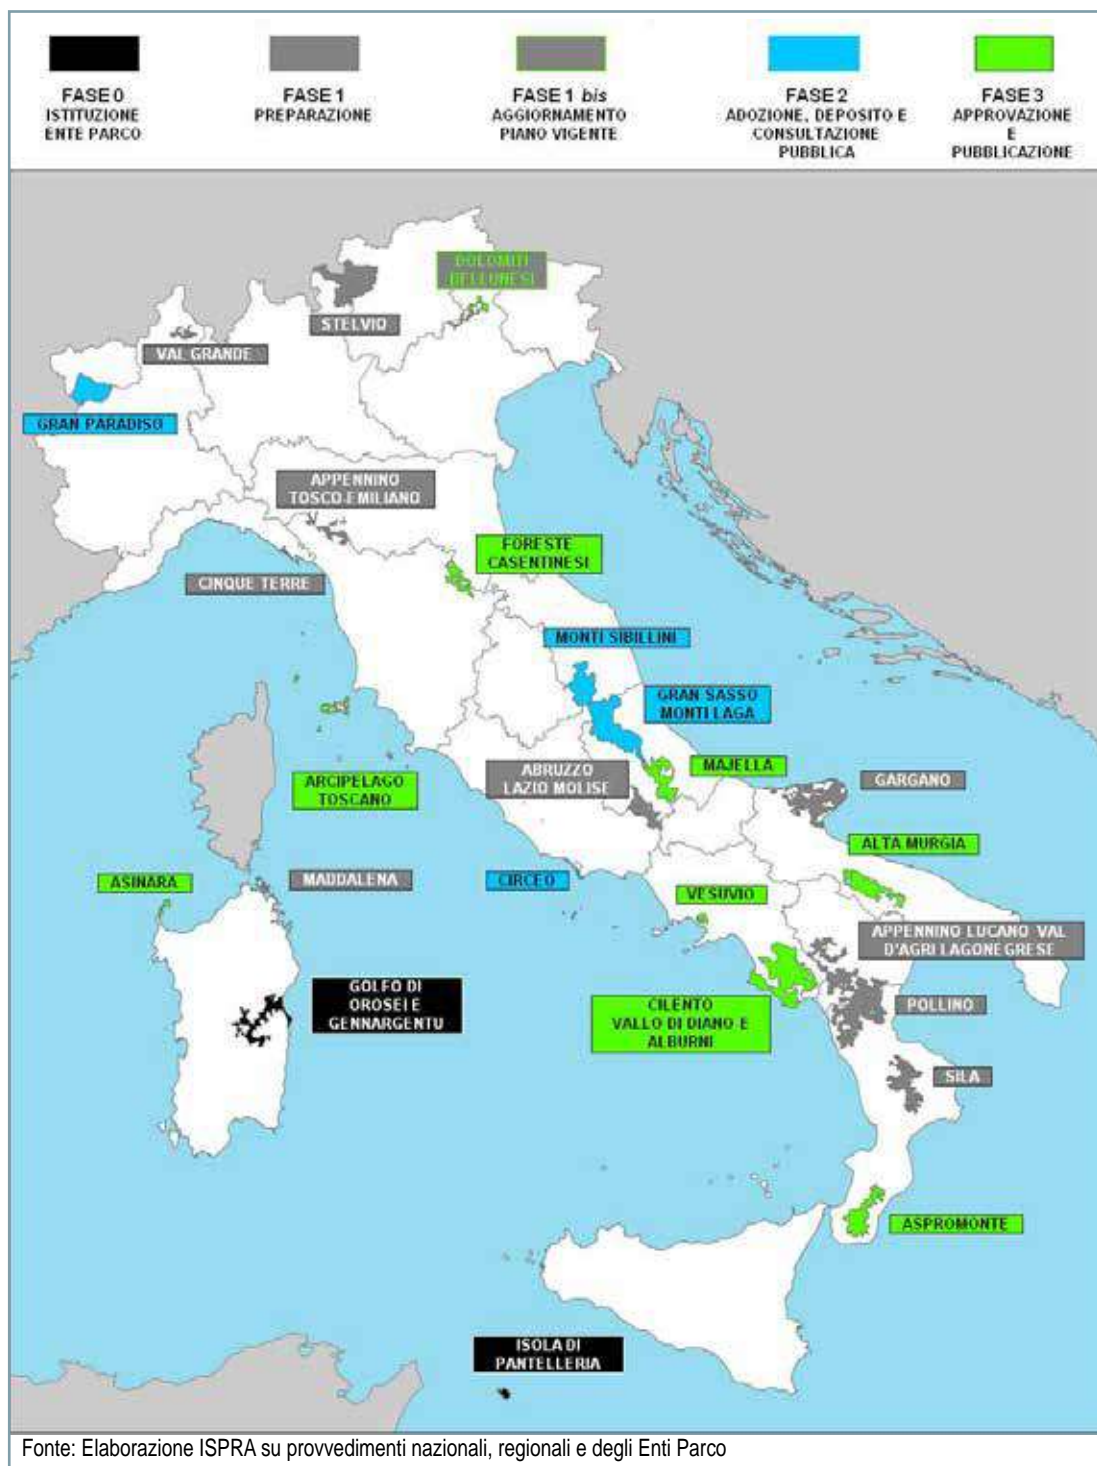 FASE 0
ISTITUZIONE
ENTE PARCO
FASE 1
PREPARAZIONE
FASE 1 bis
AGGIORNAMENTO
PIANO VIGENTE
FASE 2
ADOZIONE, DEPOSITO E
CONSULTAZIONE
PUBBLICA
FASE 3
APPROVAZIONE
E
PUBBLICAZIONE
DOLOMITI
BELLUNESI
STELVIO
VAL GRANDE
GRAN PARADISO
APPENNINO
TOSCO-EMILIANO
FORESTE
CASENTINESI
CINQUE TERRE
MONTI SIBILLINI
GRAN SASSO
MONTI LAGA
ABRUZZO
LAZIO MOLISE
MAJELLA
GARGANO
ARCIPELAGO
TOSCANO
ALTA MURGIA
ASINARA
MADDALENA
CIRCEO
VESUVIO
APPENNINO LUCANO VAL
D'AGRI LAGONEGRESE
GOLFO DI
OROSEI E
GENNARGENTU
CILENTO
VALLO DI DIANO E
ALBURNI
POLLINO
SILA
ASPROMONTE
ISOLA DI
PANTELLERIA
Fonte: Elaborazione ISPRA su provvedimenti nazionali, regionali e degli Enti Parco